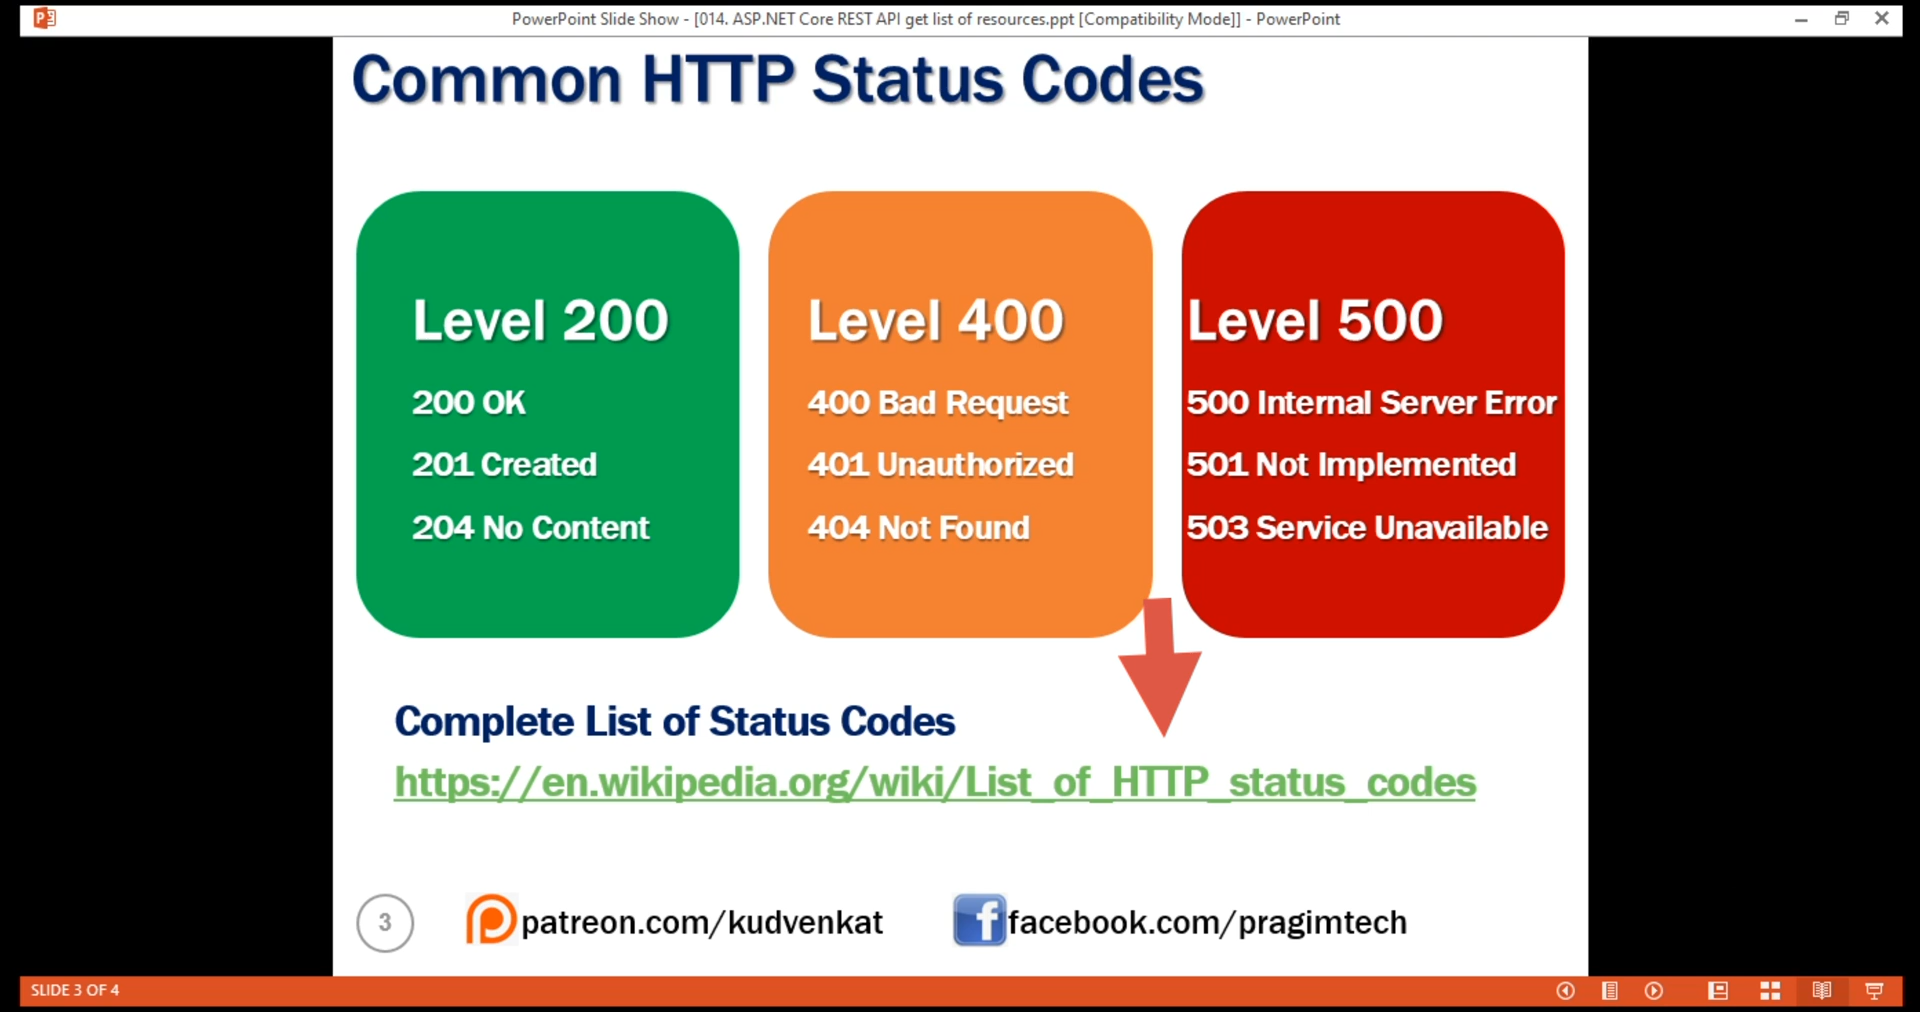 PowerPoint Slide Show - [014. ASP.NET Core REST API get list of resources.ppt [Compatibility Mode]] - PowerPoint
Common HTTP Status Codes
Level 200
200 OK
201 Created
204 No Content
Level 400
400 Bad Request
401 Unauthorized
404 Not Found
Level 500
500 Internal Server Error
501 Not Implemented
503 Service Unavailable
Complete List of Status Codes
https://en.wikipedia.org/wiki/List_of_HTTP_status_codes
3
patreon.com/kudvenkat
facebook.com/pragimtech
SLIDE 3 OF 4